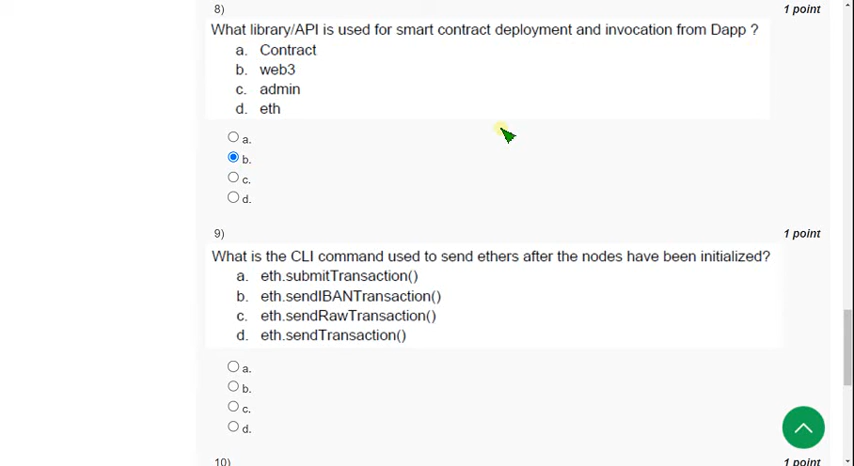 8)
1 point
What library/API is used for smart contract deployment and invocation from Dapp ?
a. Contract
b. web3
c. admin
d. eth
a.
b.
c.
d.
9)
1 point
What is the CLI command used to send ethers after the nodes have been initialized?
a. eth.submitTransaction()
b. eth.sendIBANTransaction()
c. eth.sendRawTransaction()
d. eth.sendTransaction()
a.
b.
c.
d.
10)
1 point